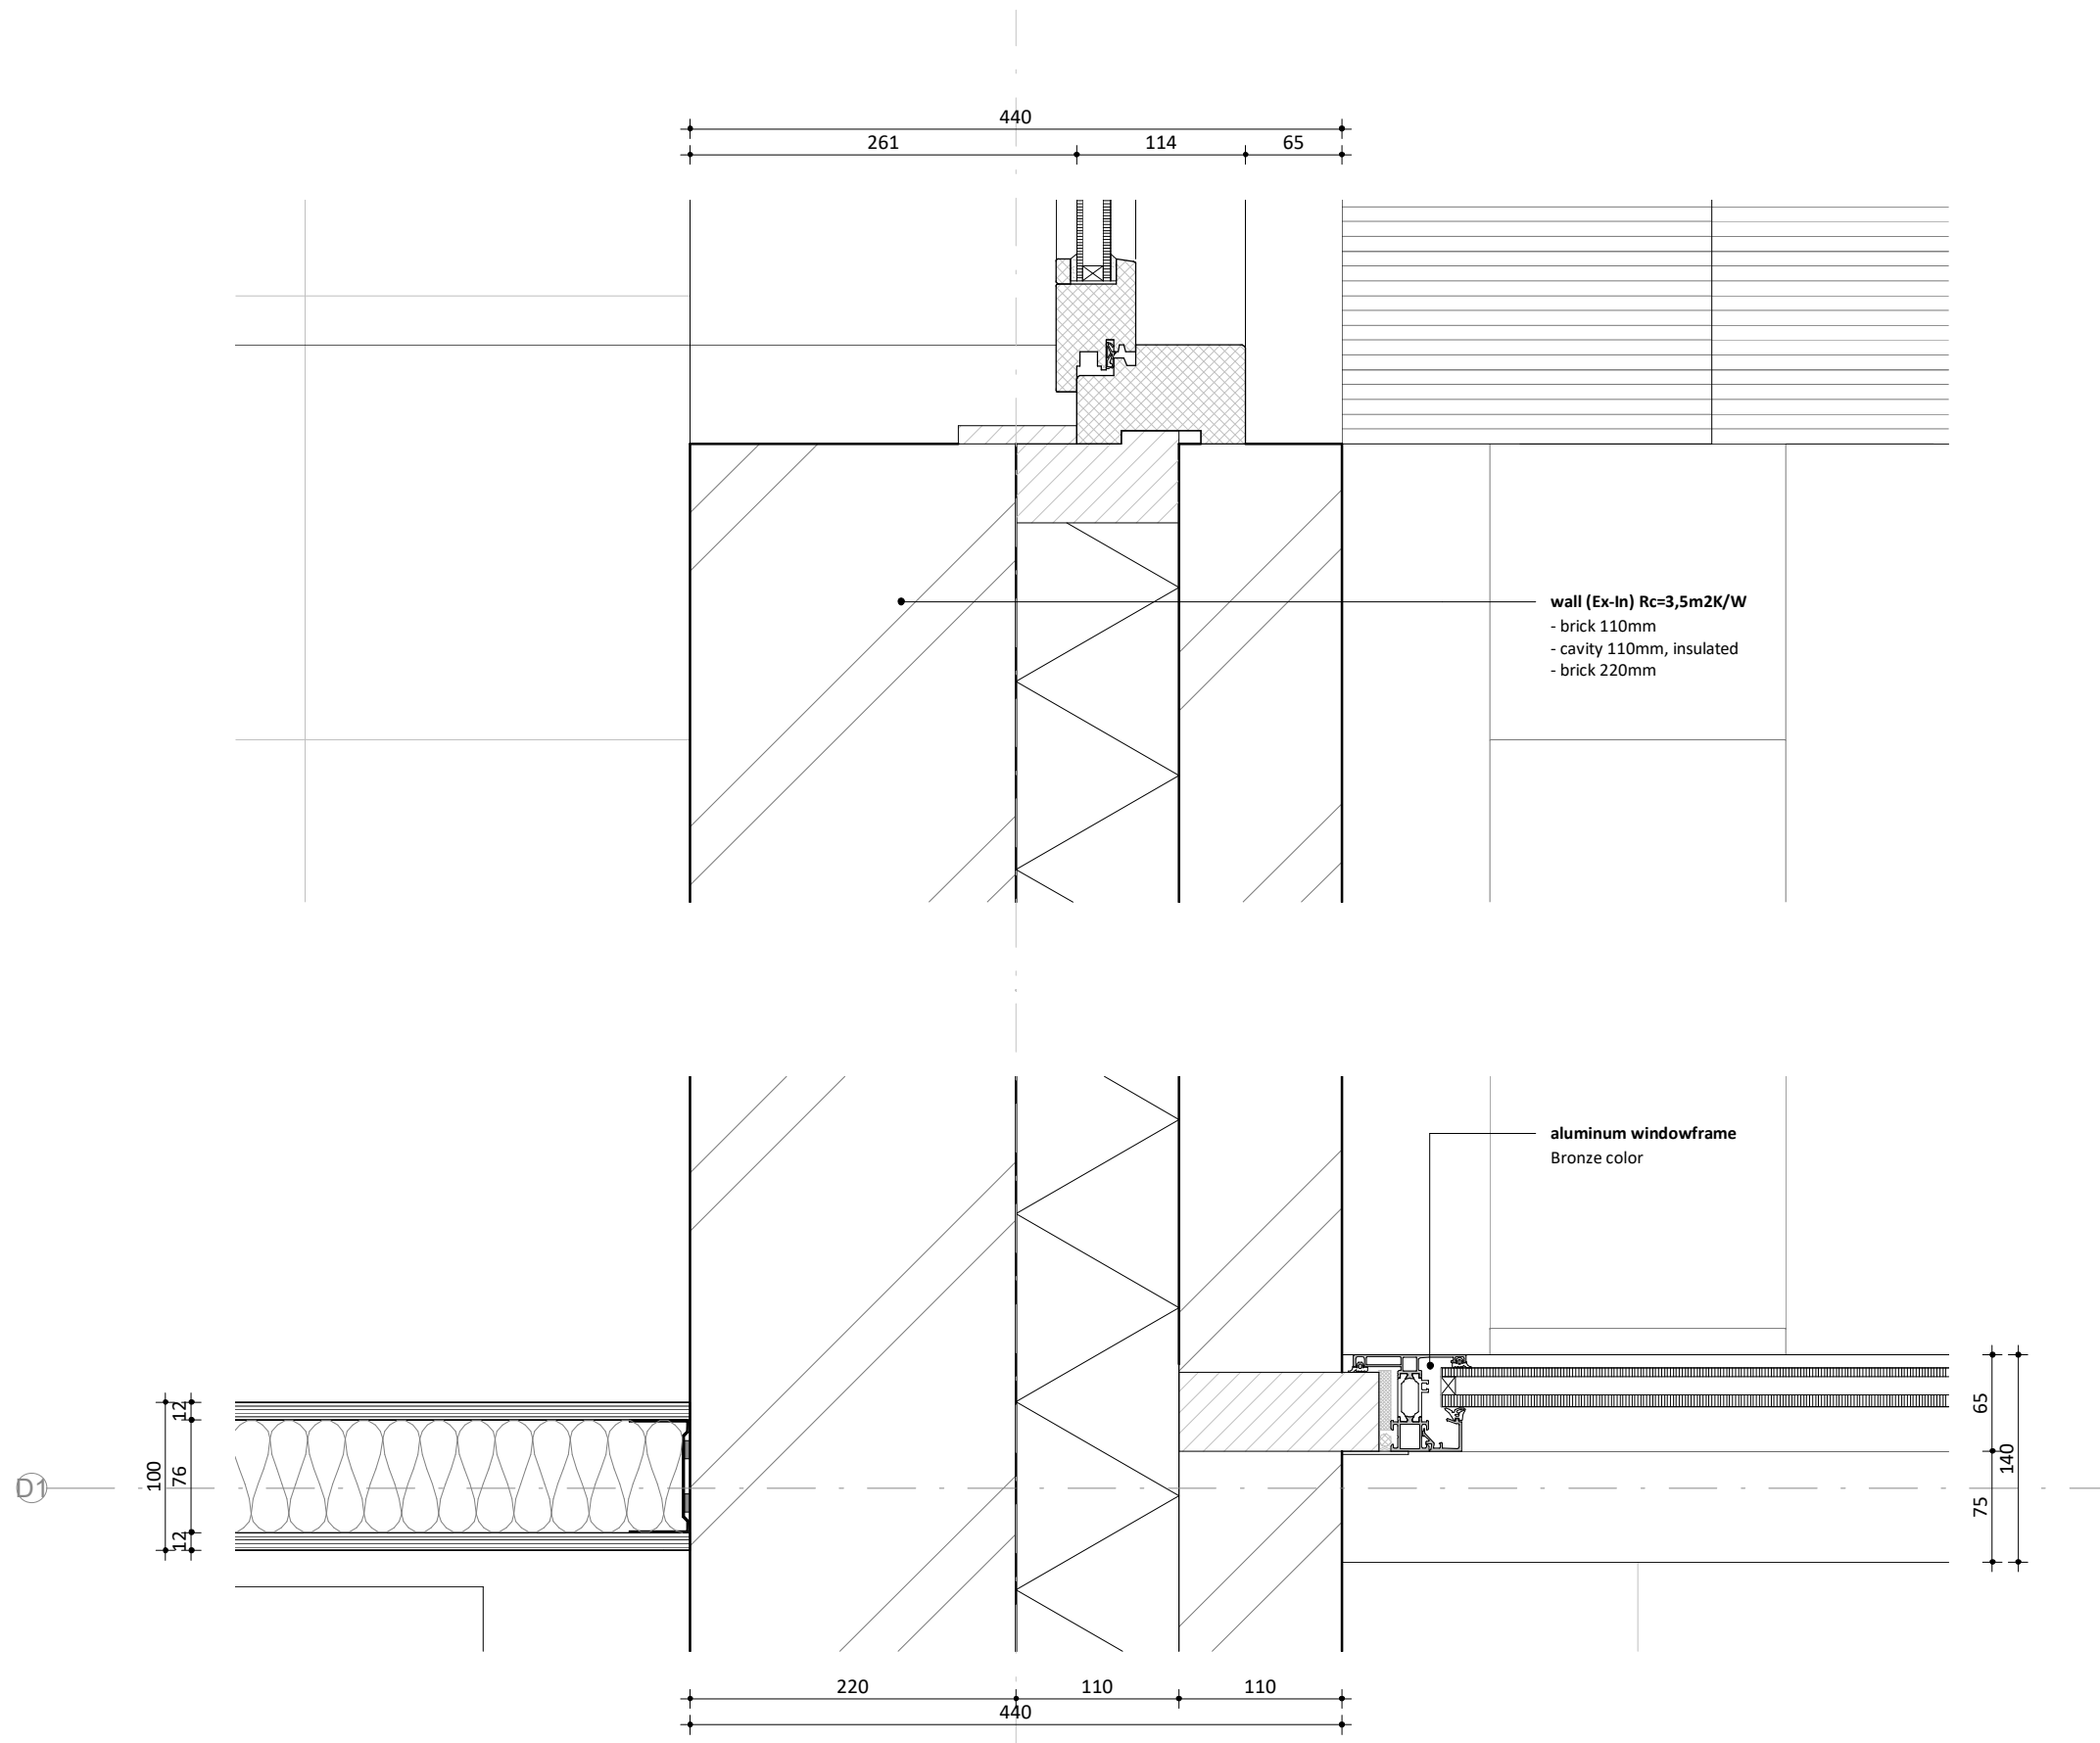 440
261 114 65
wall (Ex-In) Rc=3,5m2K/W
- brick 110mm
- cavity 110mm, insulated
- brick 220mm
aluminum windowframe
Bronze color
12
100
76
12
D1
65
140
75
220 110 110
440